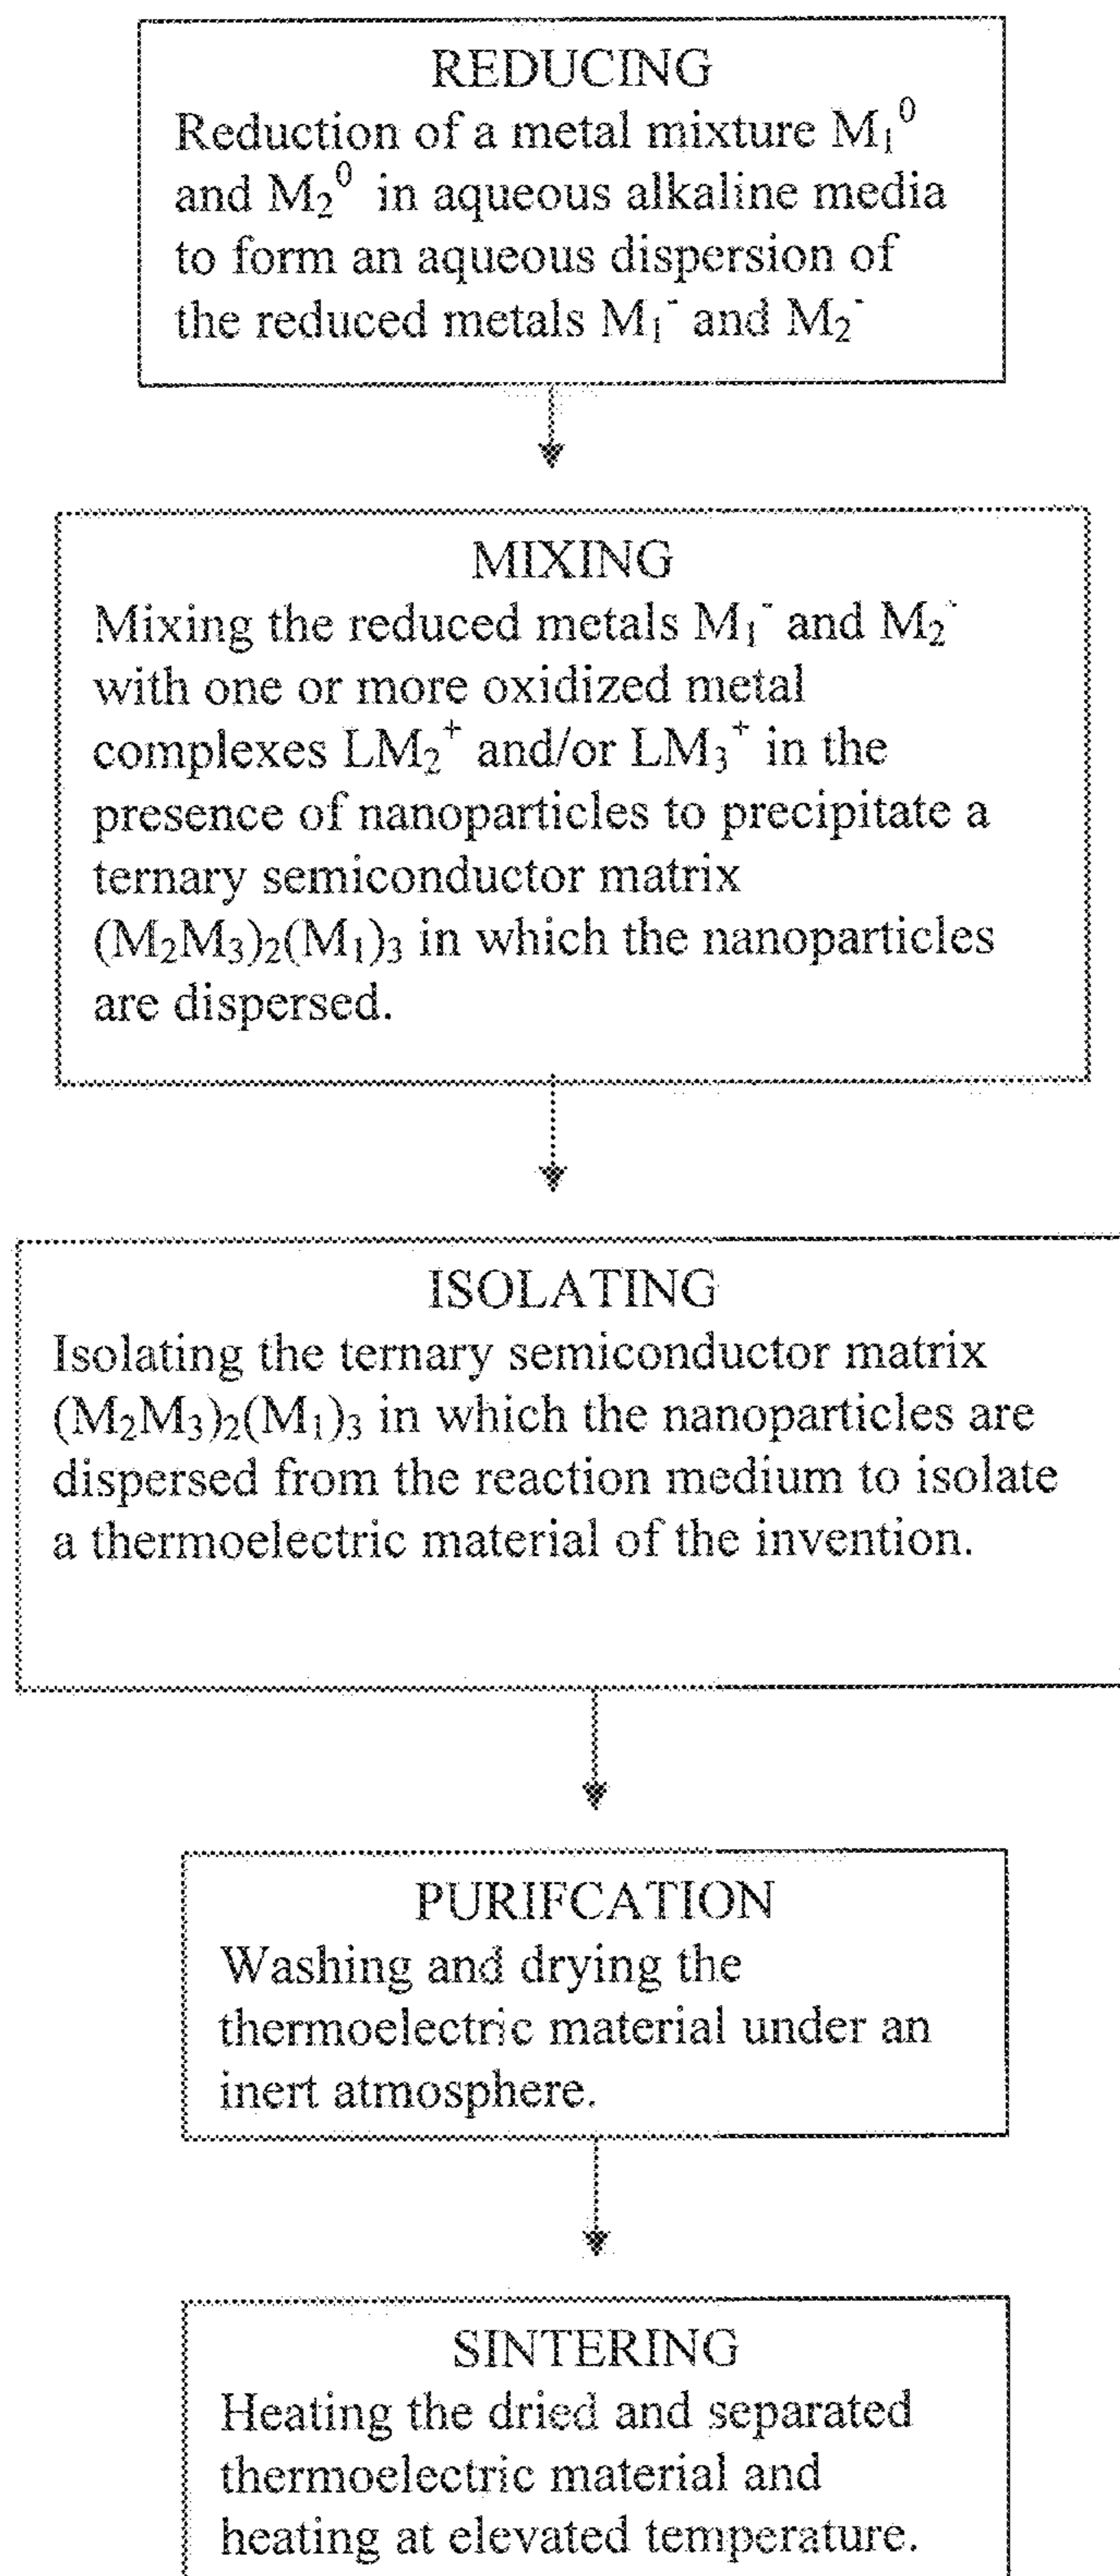 REDUCING
Reduction of a metal mixture M₁⁰
and M₂⁰ in aqueous alkaline media
to form an aqueous dispersion of
the reduced metals M₁⁻ and M₂⁻
MIXING
Mixing the reduced metals M₁⁻ and M₂⁻
with one or more oxidized metal
complexes LM₂⁺ and/or LM₃⁺ in the
presence of nanoparticles to precipitate a
ternary semiconductor matrix
(M₂M₃)₂(M₁)₃ in which the nanoparticles
are dispersed.
ISOLATING
Isolating the ternary semiconductor matrix
(M₂M₃)₂(M₁)₃ in which the nanoparticles are
dispersed from the reaction medium to isolate
a thermoelectric material of the invention.
PURIFCATION
Washing and drying the
thermoelectric material under an
inert atmosphere.
SINTERING
Heating the dried and separated
thermoelectric material and
heating at elevated temperature.